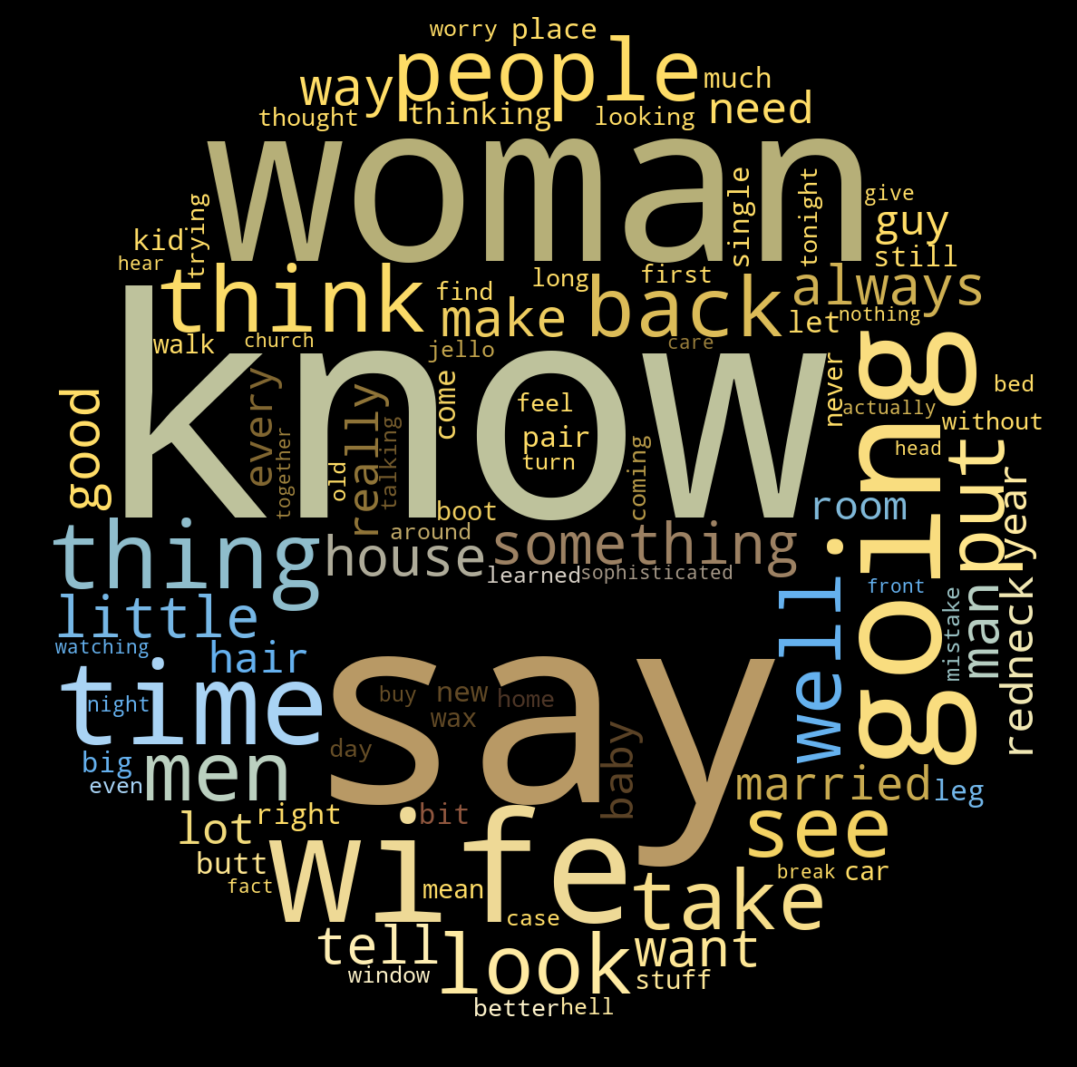 worry place
people
way
much
need
thought
thinking
looking
woman
single
tonight
give
guy
still
trying
kid
hear
think
long
first
find
make
back
always
let
nothing
walk
church
jello
care
know
going
good
every
together
really
talking
old
come
feel
pair
turn
coming
never
actually
bed
without
head
put
year
boot
around
room
thing
house
something
learned
sophisticated
well
front
mistake
man
redneck
little
watching
hair
time
night
say
buy
new
home
wax
day
baby
big
even
men
married
leg
lot
right
bit
see
butt
fact
wife
mean
case
take
break
car
tell
window
look
want
stuff
better
hell